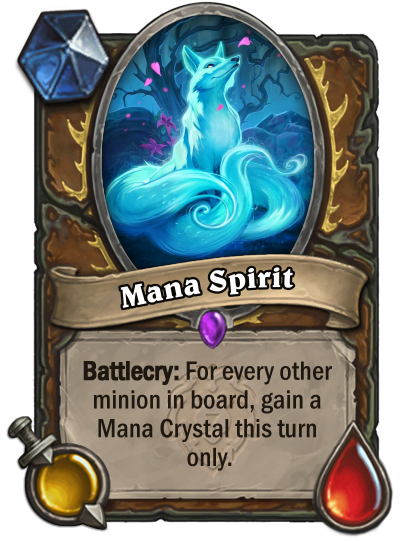 Mana Spirit
Battlecry: For every other
minion in board, gain a
Mana Crystal this turn
only.